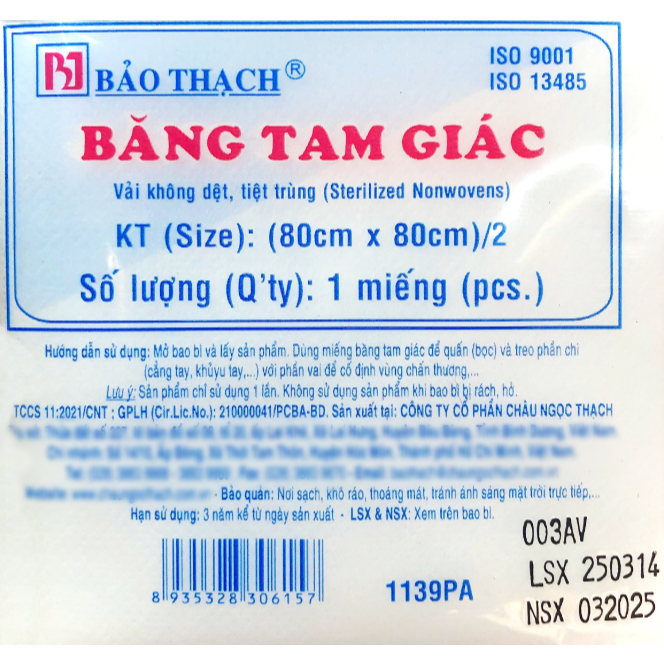 BJ BẢO THẠCH®
ISO 9001
ISO 13485
BĂNG TAM GIÁC
Vải không dệt, tiệt trùng (Sterilized Nonwovens)
KT (Size): (80cm x 80cm)/2
Số lượng (Q'ty): 1 miếng (pcs.)
Hướng dẫn sử dụng: Mở bao bì và lấy sản phẩm. Dùng miếng băng tam giác để quấn (bọc) và treo phần chi
(cẳng tay, khủyu tay,...) với phần vai để cố định vùng chấn thương,...
Lưu ý: Sản phẩm chỉ sử dụng 1 lần. Không sử dụng sản phẩm khi bao bì bị rách, hở.
TCCS 11:2021/CNT ; GPLH (Cir.Lic.No.): 210000041/PCBA-BD. Sản xuất tại: CÔNG TY CỔ PHẦN CHÂU NGỌC THẠCH
- Bảo quản: Nơi sạch, khô ráo, thoáng mát, tránh ánh sáng mặt trời trực tiếp,...
Hạn sử dụng: 3 năm kể từ ngày sản xuất - LSX & NSX: Xem trên bao bì.
8 935328 306157
1139PA
003AV
LSX 250314
NSX 032025